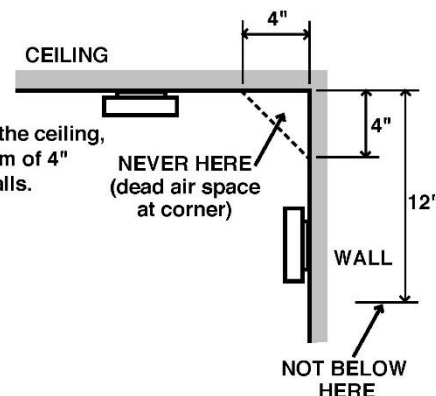 4"
CEILING
the ceiling,
m of 4"
alls.
NEVER HERE
(dead air space
at corner)
4"
12"
WALL
NOT BELOW
HERE